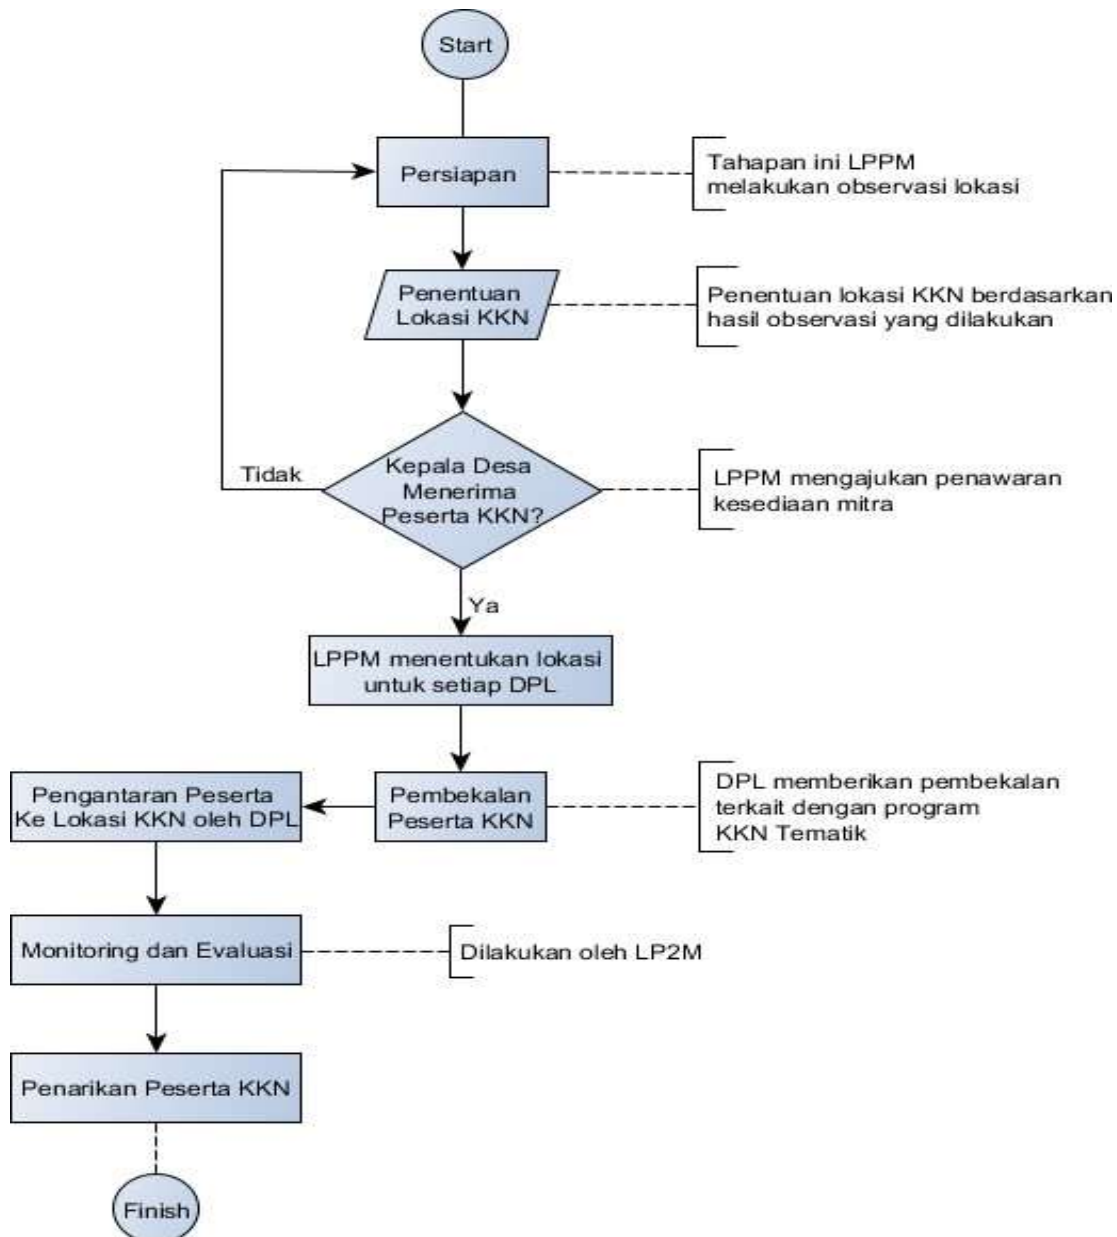 Start
Persiapan
Tahapan ini LPPM
melakukan observasi lokasi
Penentuan
Lokasi KKN
Penentuan lokasi KKN berdasarkan
hasil observasi yang dilakukan
Kepala Desa
Menerima
Peserta KKN?
Tidak
LPPM mengajukan penawaran
kesediaan mitra
Ya
LPPM menentukan lokasi
untuk setiap DPL
Pembekalan
Peserta KKN
DPL memberikan pembekalan
terkait dengan program
KKN Tematik
Pengantaran Peserta
Ke Lokasi KKN oleh DPL
Monitoring dan Evaluasi
Dilakukan oleh LP2M
Penarikan Peserta KKN
Finish